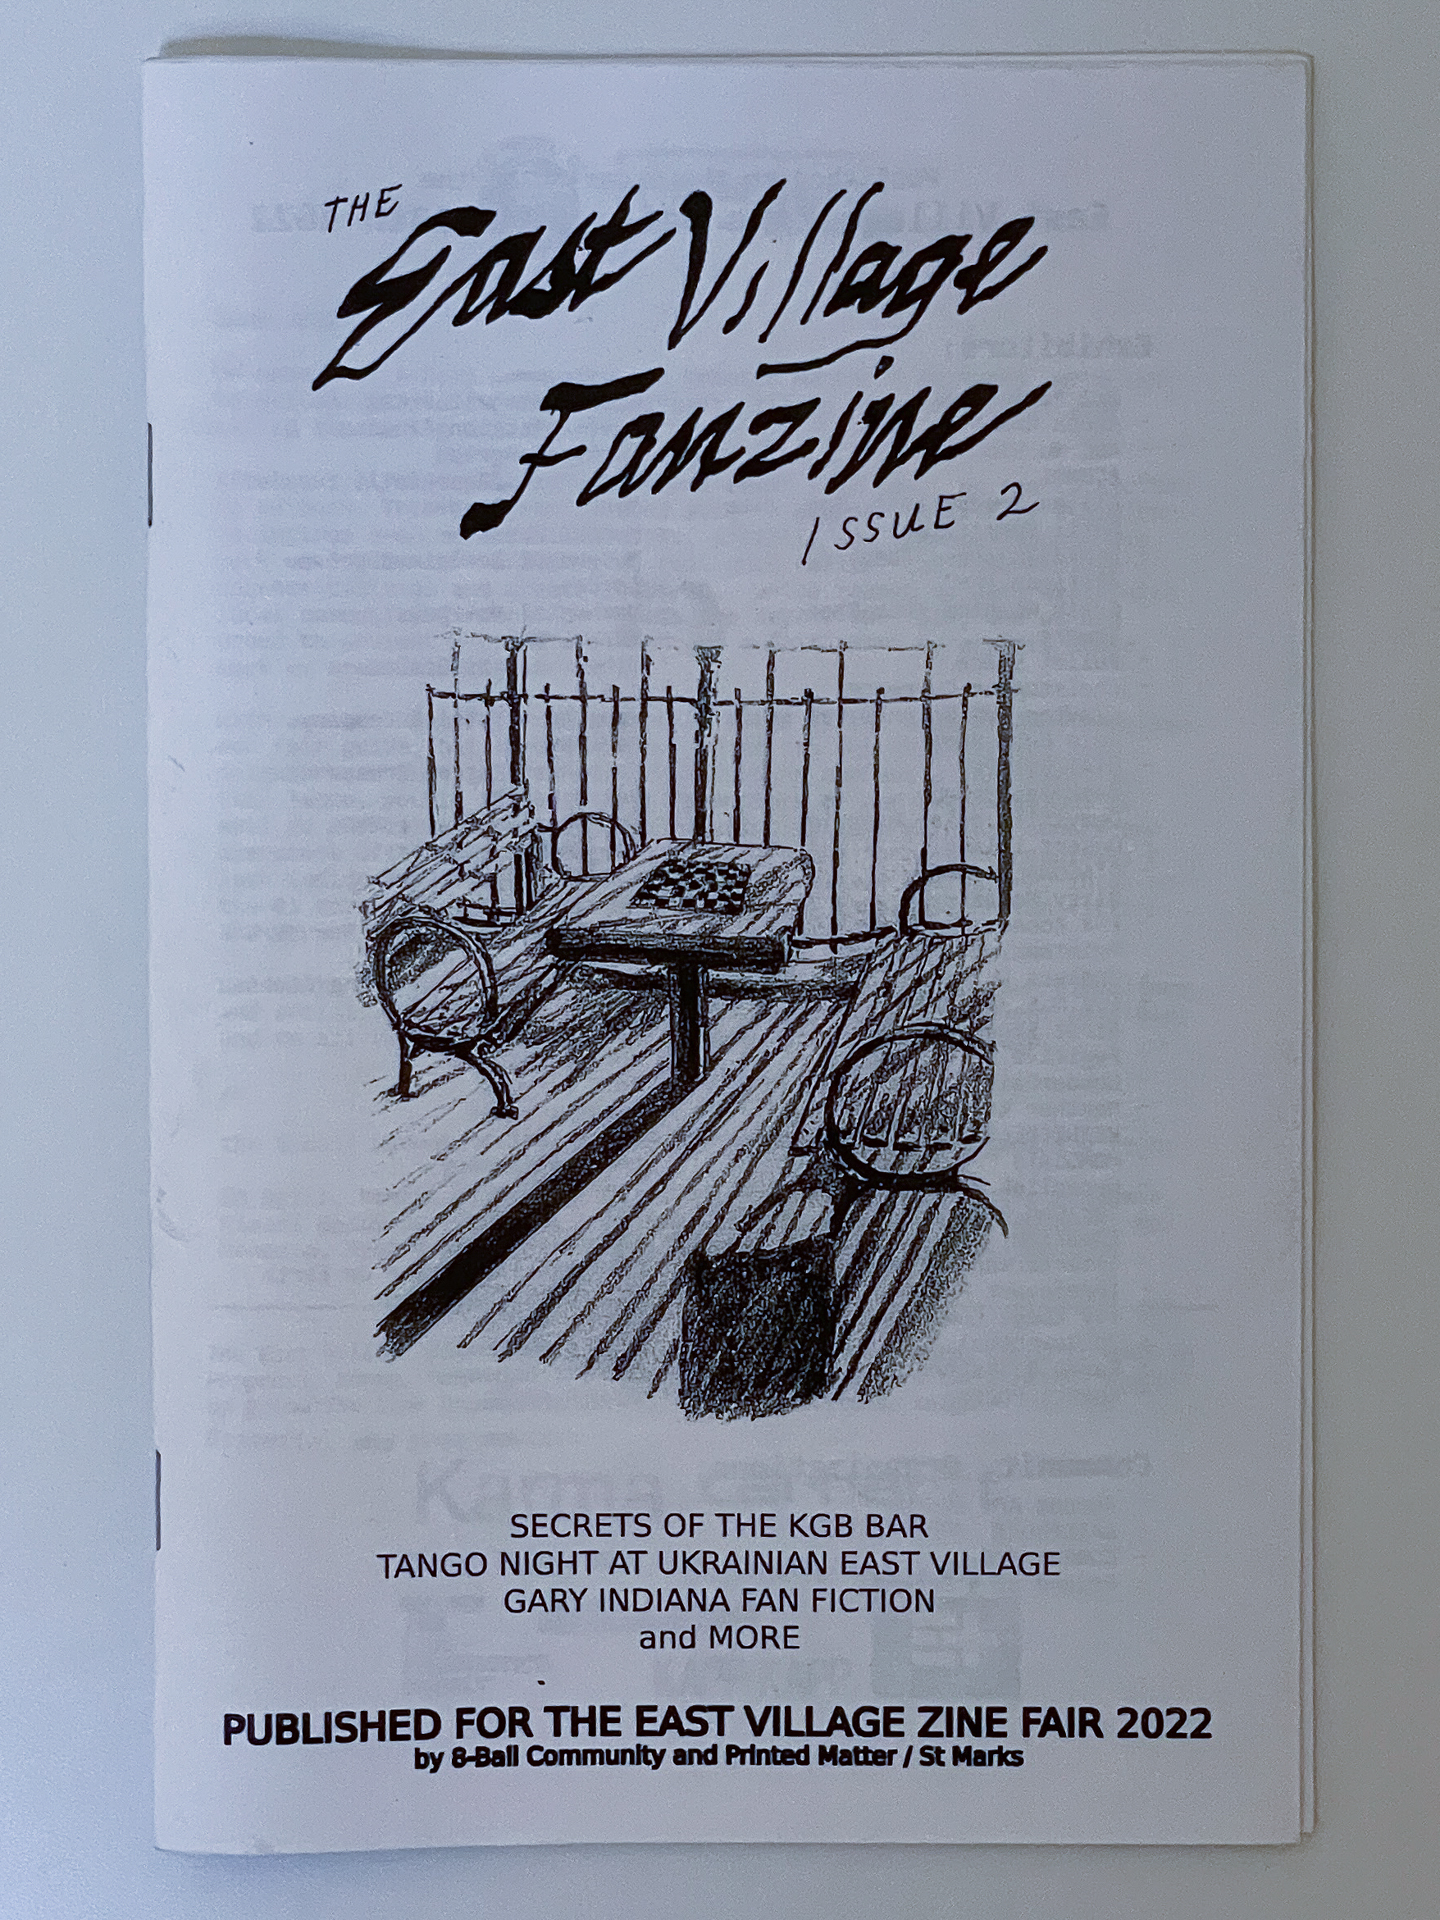 THE
East Village
Fanzine
ISSUE 2
SECRETS OF THE KGB BAR
TANGO NIGHT AT UKRAINIAN EAST VILLAGE
GARY INDIANA FAN FICTION
and MORE
PUBLISHED FOR THE EAST VILLAGE ZINE FAIR 2022
by 8-Ball Community and Printed Matter / St Marks